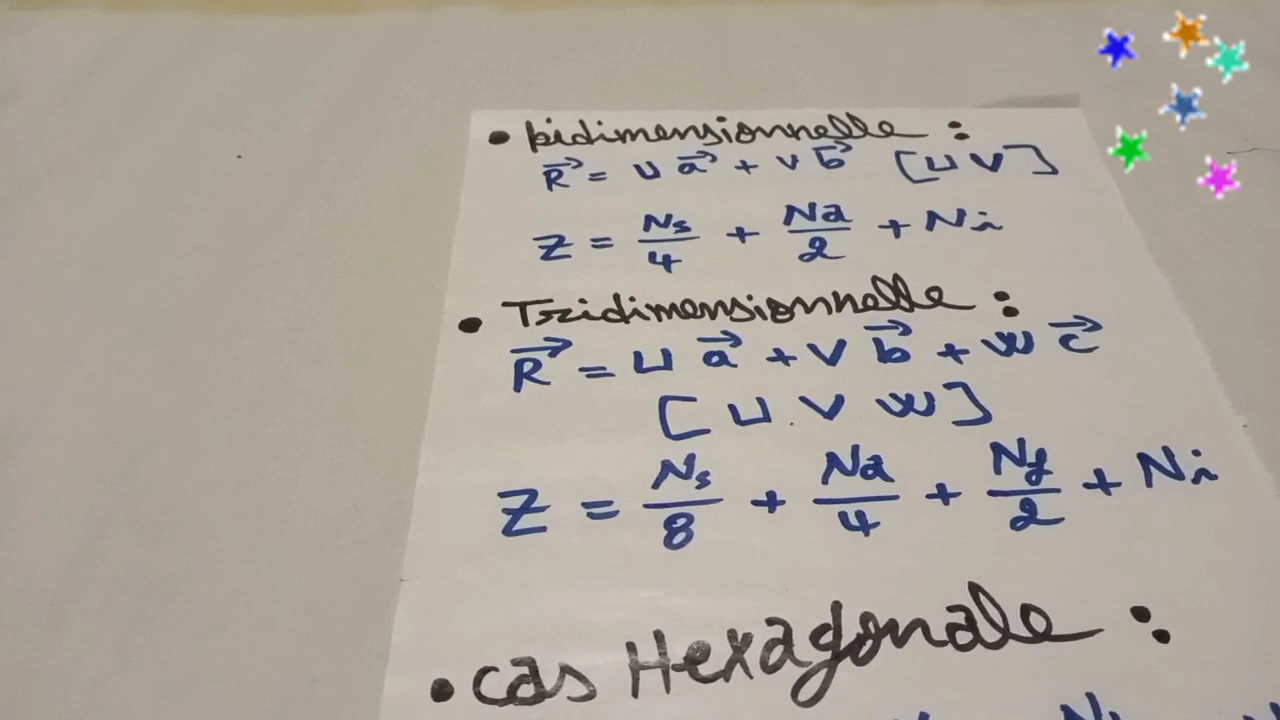 • bidimensionnelle :
R⃗ = u a⃗ + v b⃗ [u v]
Z = Ns/4 + Na/2 + Ni
• Tridimensionnelle :
R⃗ = u a⃗ + v b⃗ + w c⃗
[u v w]
Z = Ns/8 + Na/4 + Nf/2 + Ni
• cas Hexagonale :